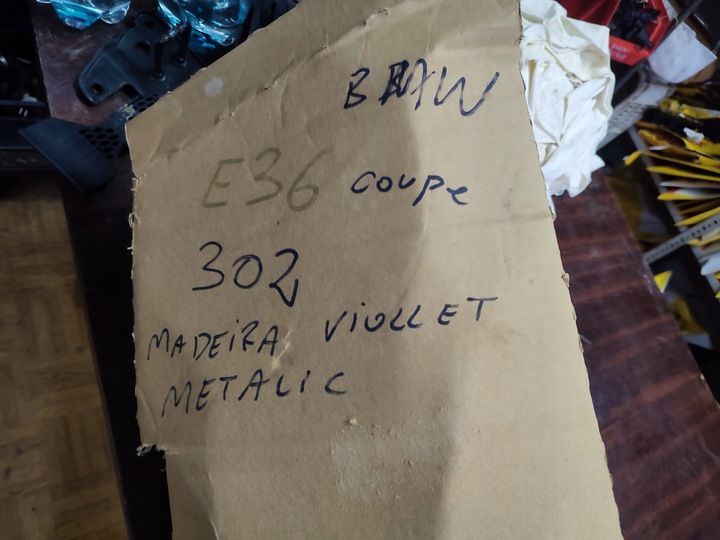 BMW
E36 coupe
302
MADEiRA VIOLLET
METALIC